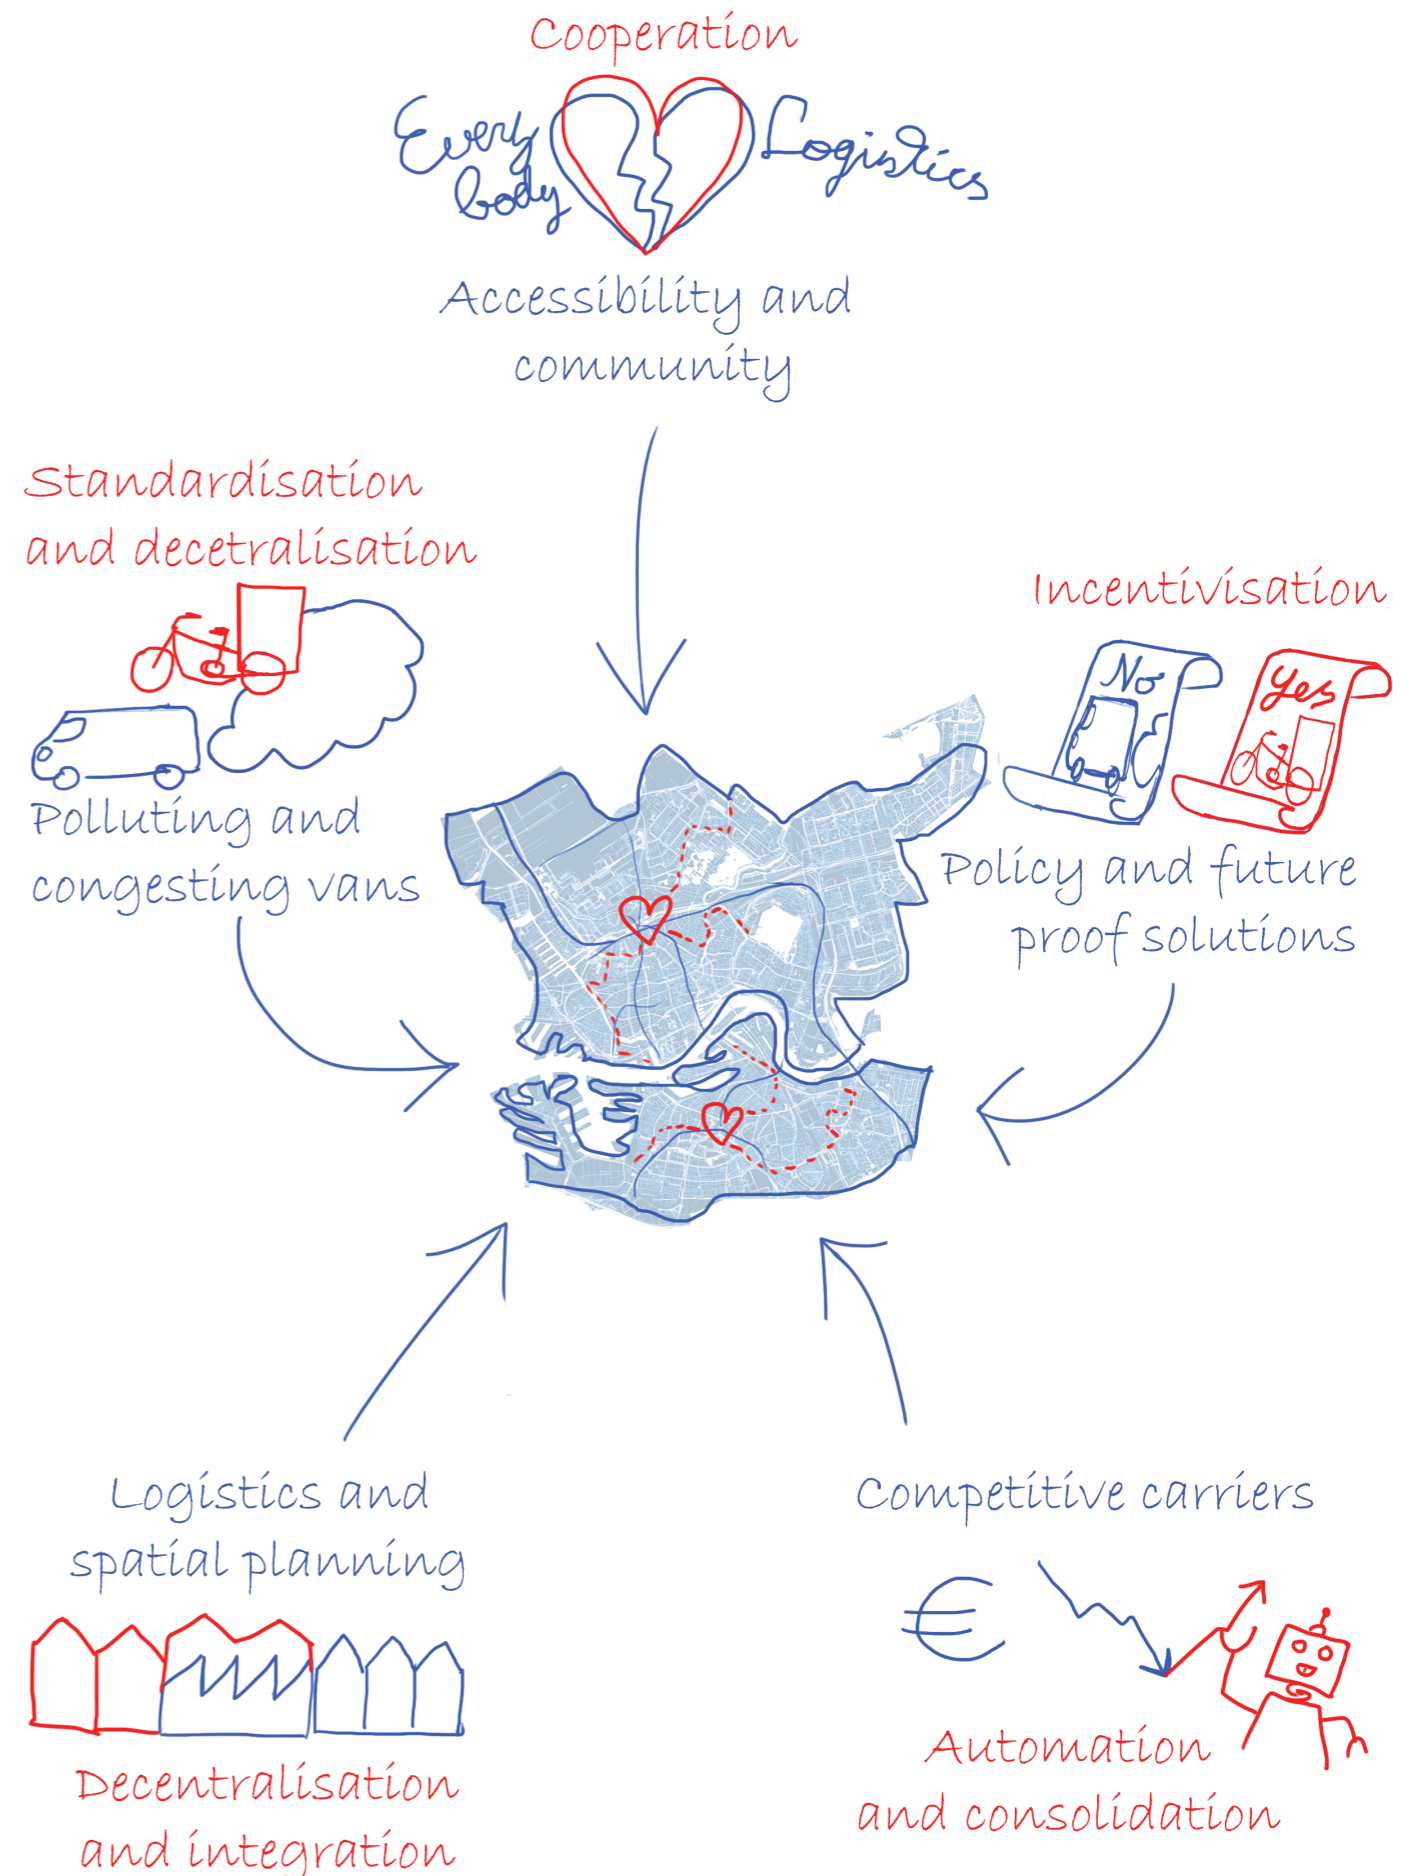 Cooperation
Every
body
Logistics
Accessibility and
community
Standardisation
and decetralisation
Polluting and
congesting vans
Incentivisation
No
Yes
Policy and future
proof solutions
Logistics and
spatial planning
Decentralisation
and integration
Competitive carriers
€
Automation
and consolidation